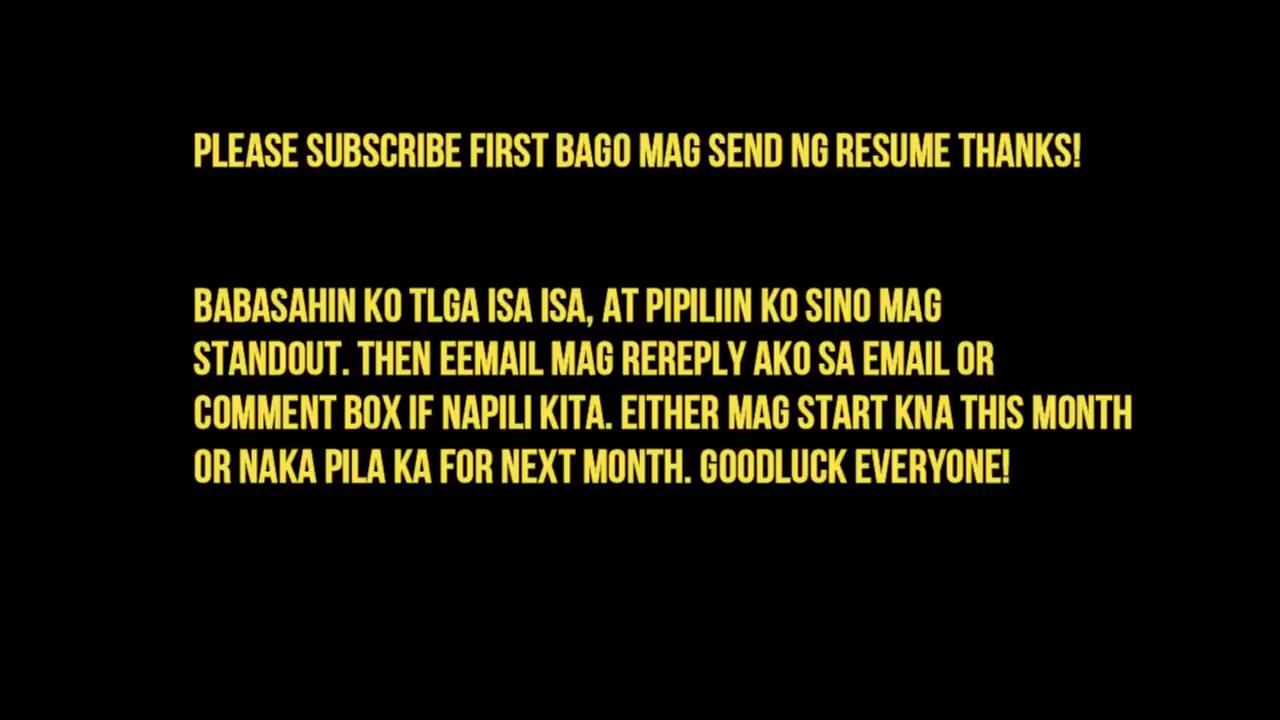 PLEASE SUBSCRIBE FIRST BAGO MAG SEND NG RESUME THANKS!
BABASAHIN KO TLGA ISA ISA, AT PIPILIIN KO SINO MAG
STANDOUT. THEN EEMAIL MAG REREPLY AKO SA EMAIL OR
COMMENT BOX IF NAPILI KITA. EITHER MAG START KNA THIS MONTH
OR NAKA PILA KA FOR NEXT MONTH. GOODLUCK EVERYONE!